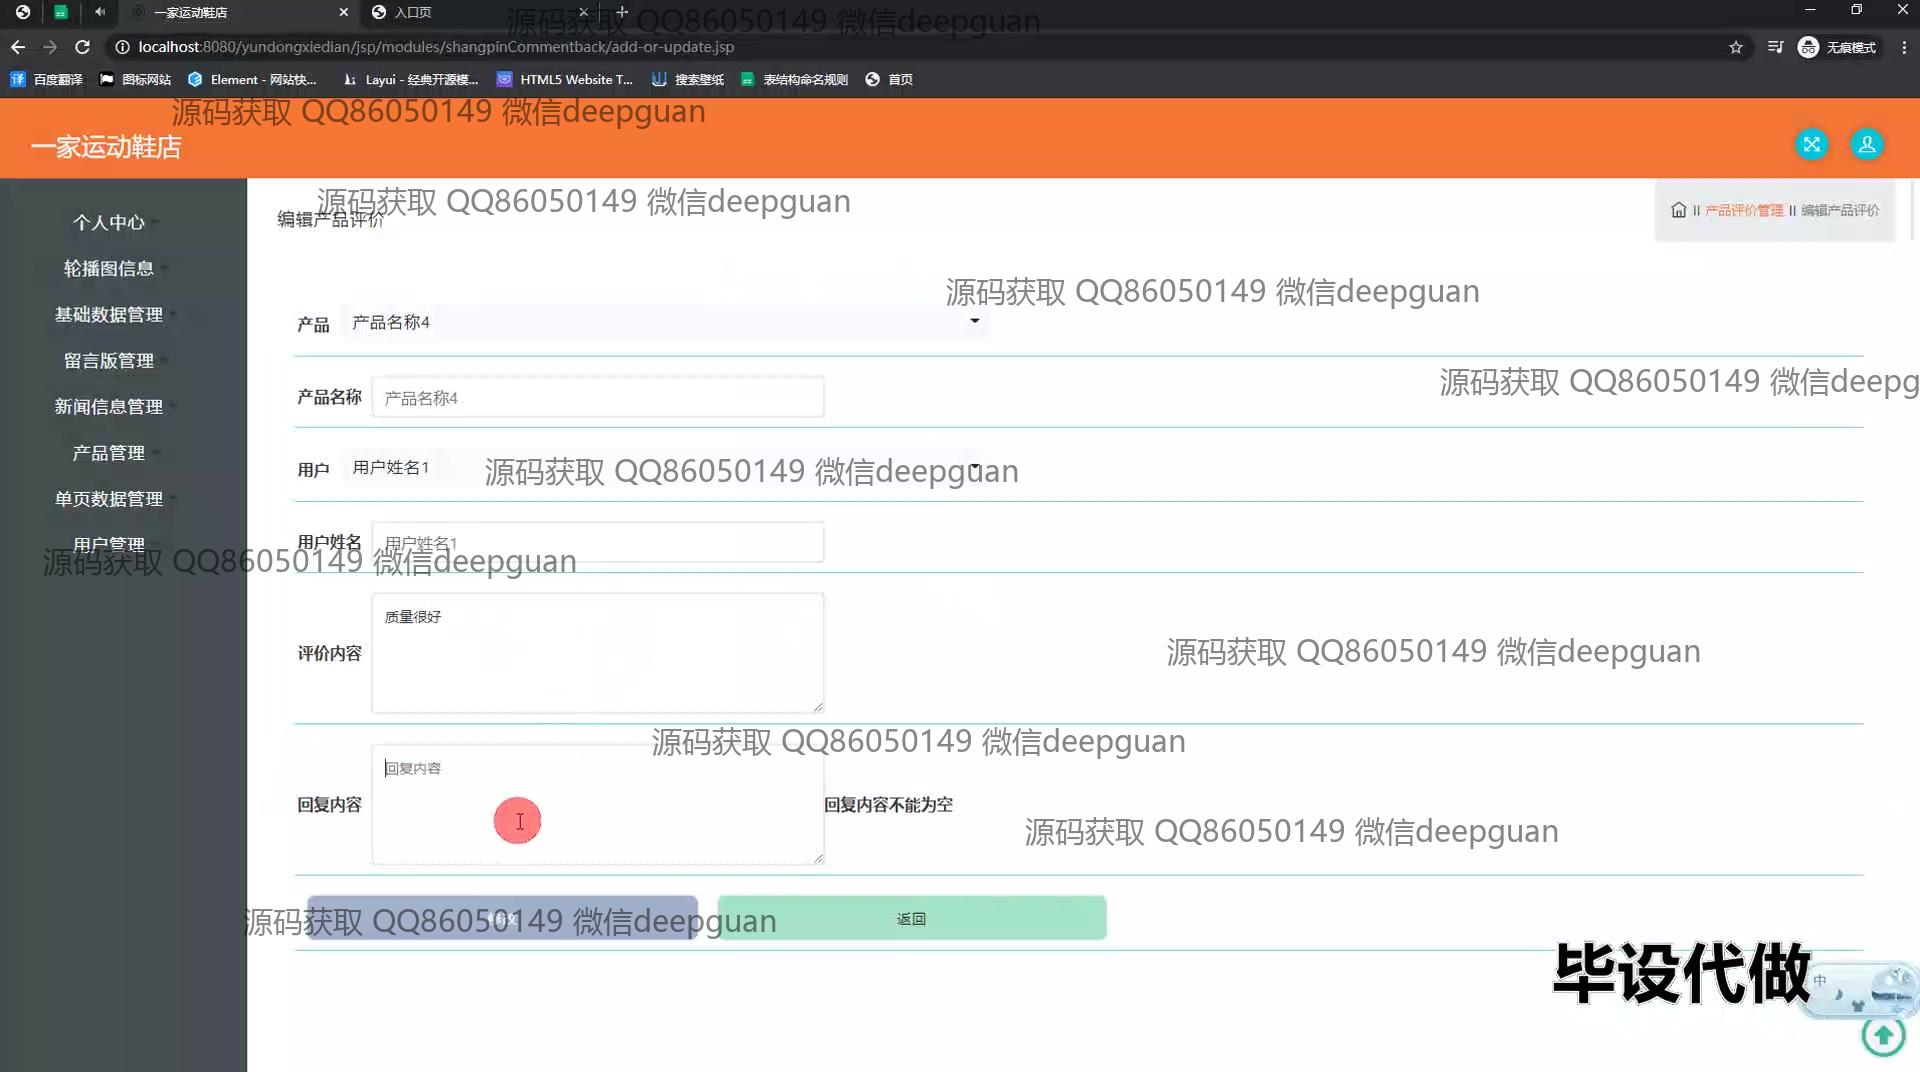 一家运动鞋店
入口页
源码获取 QQ86050149 微信deepguan
localhost:8080/yundongxiedian/jsp/modules/shangpinCommentback/add-or-update.jsp
无痕模式
百度翻译
图标网站
Element - 网站快...
Layui - 经典开源模...
HTML5 Website T...
搜索壁纸
表结构命名规则
首页
源码获取 QQ86050149 微信deepguan
一家运动鞋店
源码获取 QQ86050149 微信deepguan
编辑产品评价
产品评价管理
编辑产品评价
个人中心
轮播图信息
基础数据管理
留言版管理
新闻信息管理
产品管理
单页数据管理
用户管理
源码获取 QQ86050149 微信deepguan
产品 产品名称4
源码获取 QQ86050149 微信deepg
产品名称 产品名称4
用户 用户姓名1
源码获取 QQ86050149 微信deepguan
用户姓名 用户姓名1
源码获取 QQ86050149 微信deepguan
质量很好
评价内容
源码获取 QQ86050149 微信deepguan
源码获取 QQ86050149 微信deepguan
回复内容
回复内容
回复内容不能为空
源码获取 QQ86050149 微信deepguan
修改
返回
源码获取 QQ86050149 微信deepguan
毕设代做
中